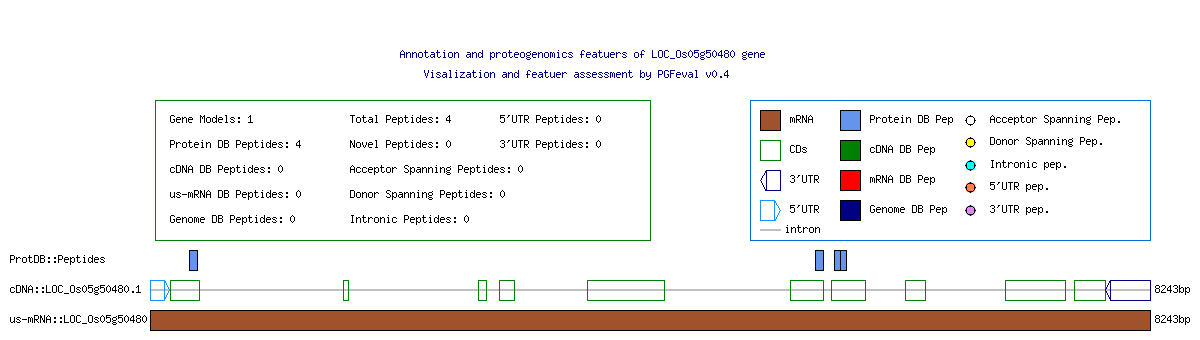 Annotation and proteogenomics featuers of LOC_Os05g50480 gene
Visalization and featuer assessment by PGFeval v0.4
Gene Models: 1 Total Peptides: 4 5'UTR Peptides: 0
Protein DB Peptides: 4 Novel Peptides: 0 3'UTR Peptides: 0
cDNA DB Peptides: 0 Acceptor Spanning Peptides: 0
us-mRNA DB Peptides: 0 Donor Spanning Peptides: 0
Genome DB Peptides: 0 Intronic Peptides: 0
mRNA Protein DB Pep Acceptor Spanning Pep.
CDs cDNA DB Pep Donor Spanning Pep.
3'UTR mRNA DB Pep Intronic pep.
5'UTR Genome DB Pep 5'UTR pep.
intron 3'UTR pep.
ProtDB::Peptides
cDNA::LOC_Os05g50480.1 8243bp
us-mRNA::LOC_Os05g50480 8243bp